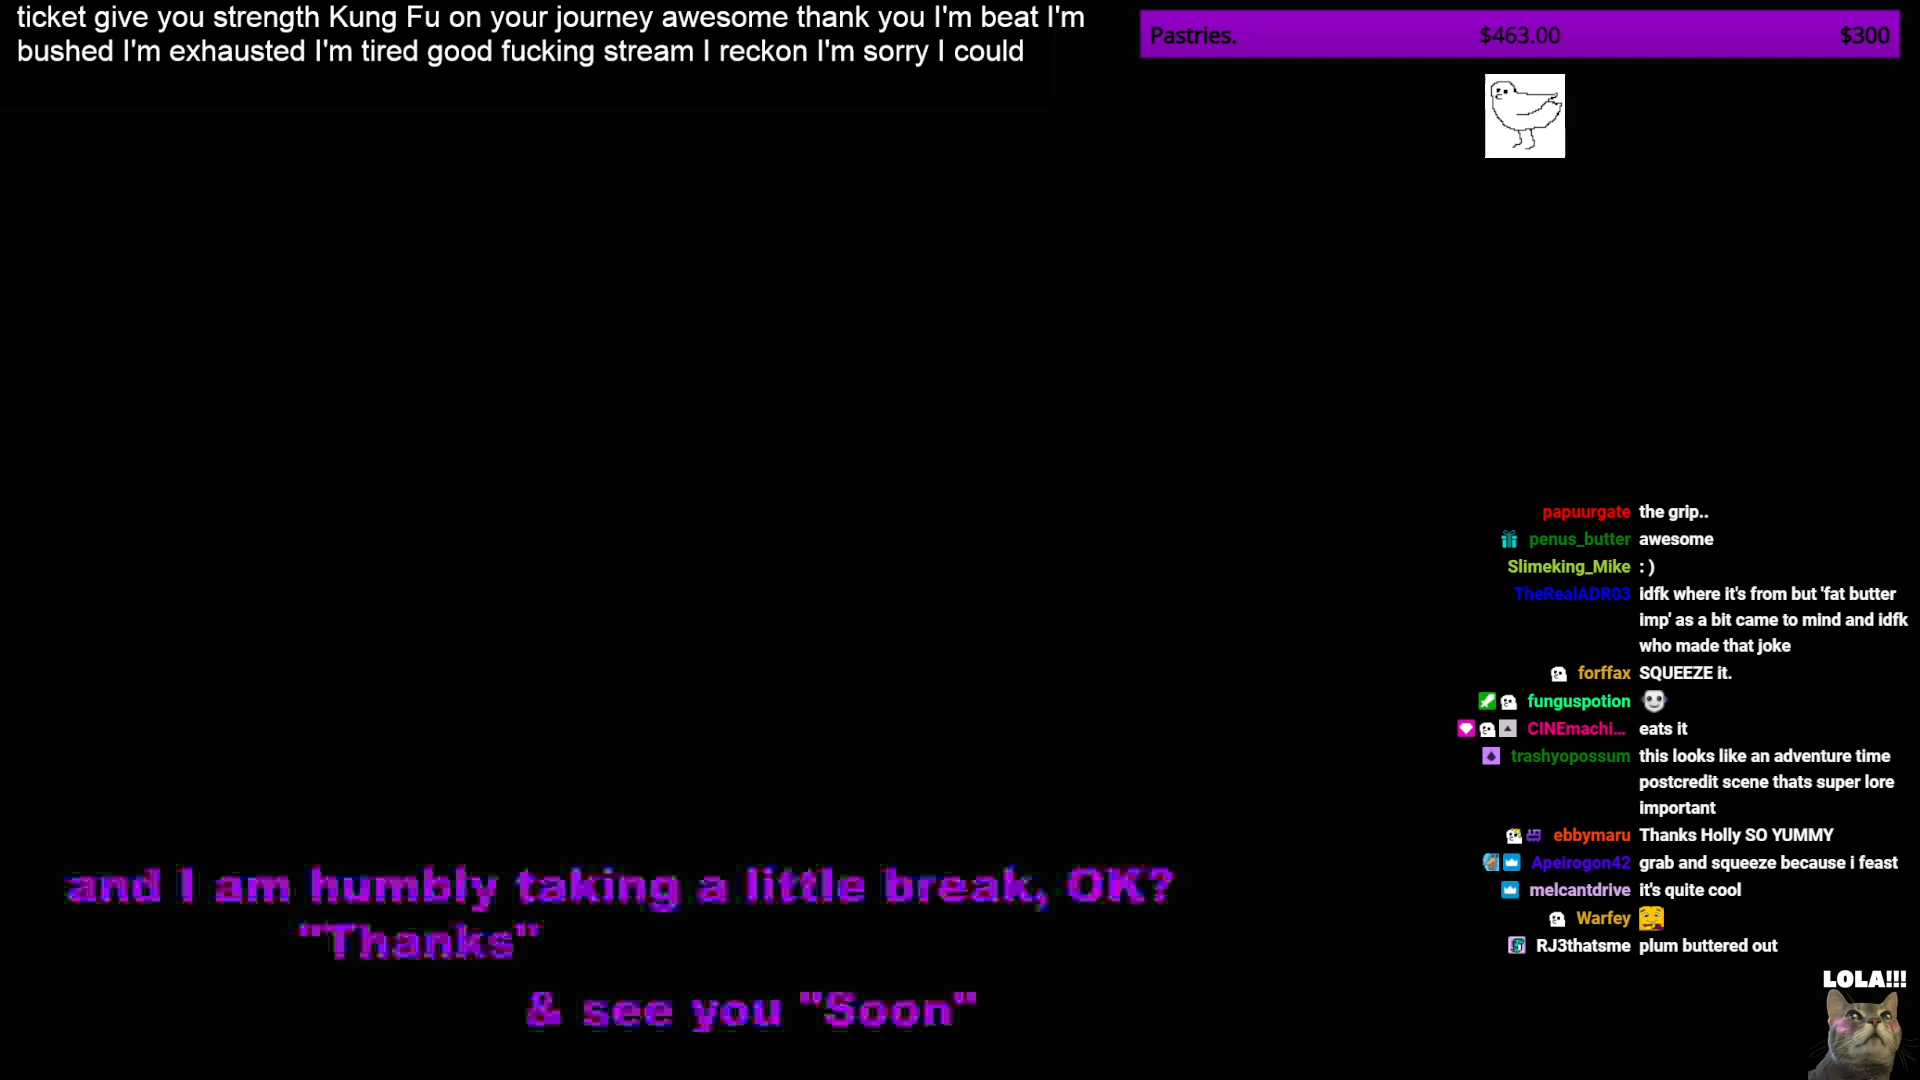 ticket give you strength Kung Fu on your journey awesome thank you I'm beat I'm
bushed I'm exhausted I'm tired good fucking stream I reckon I'm sorry I could
Pastries. $463.00 $300
papuurgate the grip..
penus_butter awesome
Slimeking_Mike : )
TheRealADR03 idfk where it's from but 'fat butter
imp' as a bit came to mind and idfk
who made that joke
forffax SQUEEZE it.
funguspotion
CINEmachi... eats it
trashyopossum this looks like an adventure time
postcredit scene thats super lore
important
ebbymaru Thanks Holly SO YUMMY
Apeirogon42 grab and squeeze because i feast
melcantdrive it's quite cool
Warfey
RJ3thatsme plum buttered out
and I am humbly taking a little break, OK?
"Thanks"
& see you "Soon"
LOLA!!!